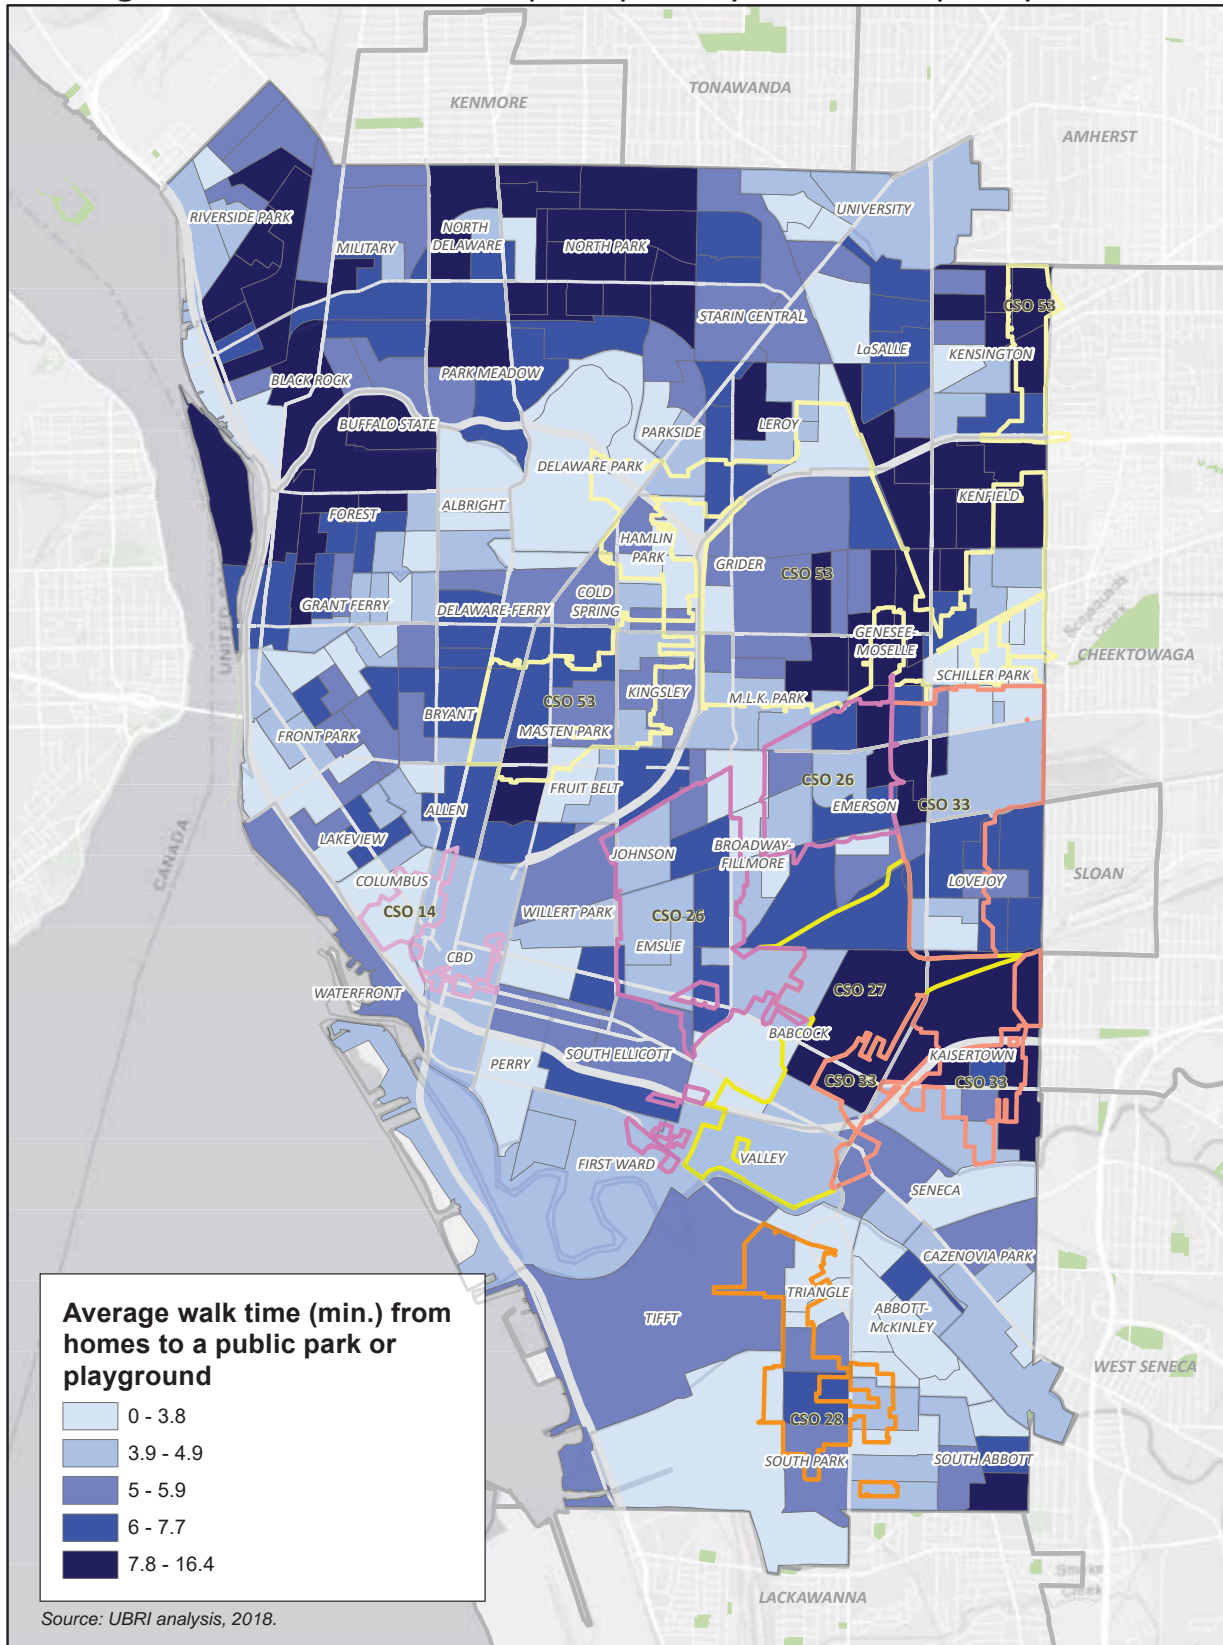 KENMORE
TONAWANDA
AMHERST
RIVERSIDE PARK
MILITARY
NORTH
DELAWARE
NORTH PARK
UNIVERSITY
STARIN CENTRAL
CSO 53
LaSALLE
KENSINGTON
BLACK ROCK
PARK MEADOW
BUFFALO STATE
PARKSIDE
LEROY
DELAWARE PARK
ALBRIGHT
FOREST
KENFIELD
HAMLIN
PARK
GRIDER
CSO 53
COLD
SPRING
GRANT FERRY
DELAWARE-FERRY
GENESEE-
MOSELLE
CHEEKTOWAGA
SCHILLER PARK
KINGSLEY
M.L.K. PARK
CSO 53
BRYANT
MASTEN PARK
FRONT PARK
CSO 26
FRUIT BELT
ALLEN
EMERSON
CSO 33
LAKEVIEW
JOHNSON
BROADWAY-
FILLMORE
CANADA
SLOAN
COLUMBUS
LOVEJOY
CSO 14
WILLERT PARK
CSO 26
EMSLIE
CBD
WATERFRONT
CSO 27
BABCOCK
SOUTH ELLICOTT
PERRY
KAISERTOWN
CSO 33
CSO 33
FIRST WARD
VALLEY
SENECA
CAZENOVIA PARK
TRIANGLE
TIFFT
ABBOTT-
McKINLEY
WEST SENECA
CSO 28
SOUTH PARK
SOUTH ABBOTT
LACKAWANNA
Average walk time (min.) from
homes to a public park or
playground
0 - 3.8
3.9 - 4.9
5 - 5.9
6 - 7.7
7.8 - 16.4
Source: UBRI analysis, 2018.